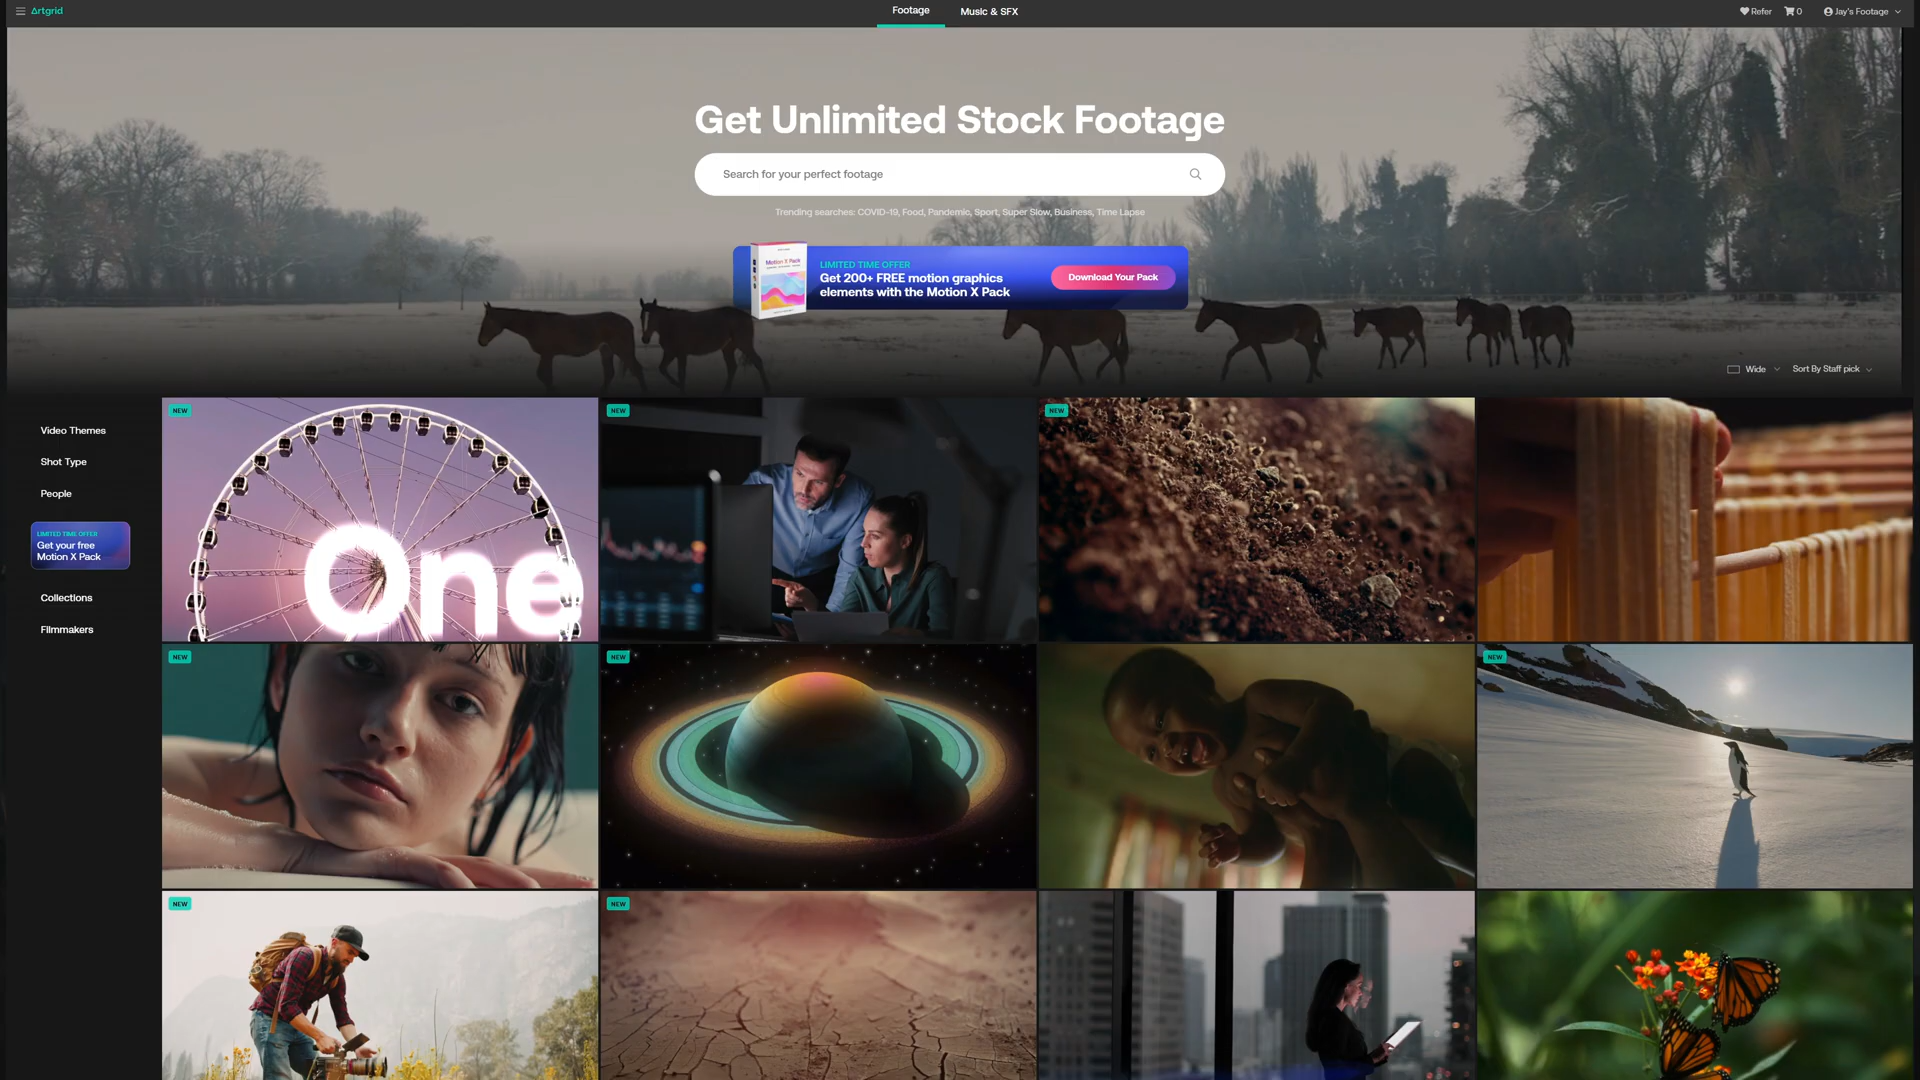 Artgrid
Footage
Music & SFX
Refer
0
Jay's Footage
Get Unlimited Stock Footage
Search for your perfect footage
Trending searches: COVID-19, Food, Pandemic, Sport, Super Slow, Business, Time Lapse
Motion X Pack
LIMITED TIME OFFER
Get 200+ FREE motion graphics
elements with the Motion X Pack
Download Your Pack
Wide
Sort By Staff pick
Video Themes
Shot Type
People
LIMITED TIME OFFER
Get your free
Motion X Pack
Collections
Filmmakers
NEW
One
NEW
NEW
NEW
NEW
NEW
NEW
NEW